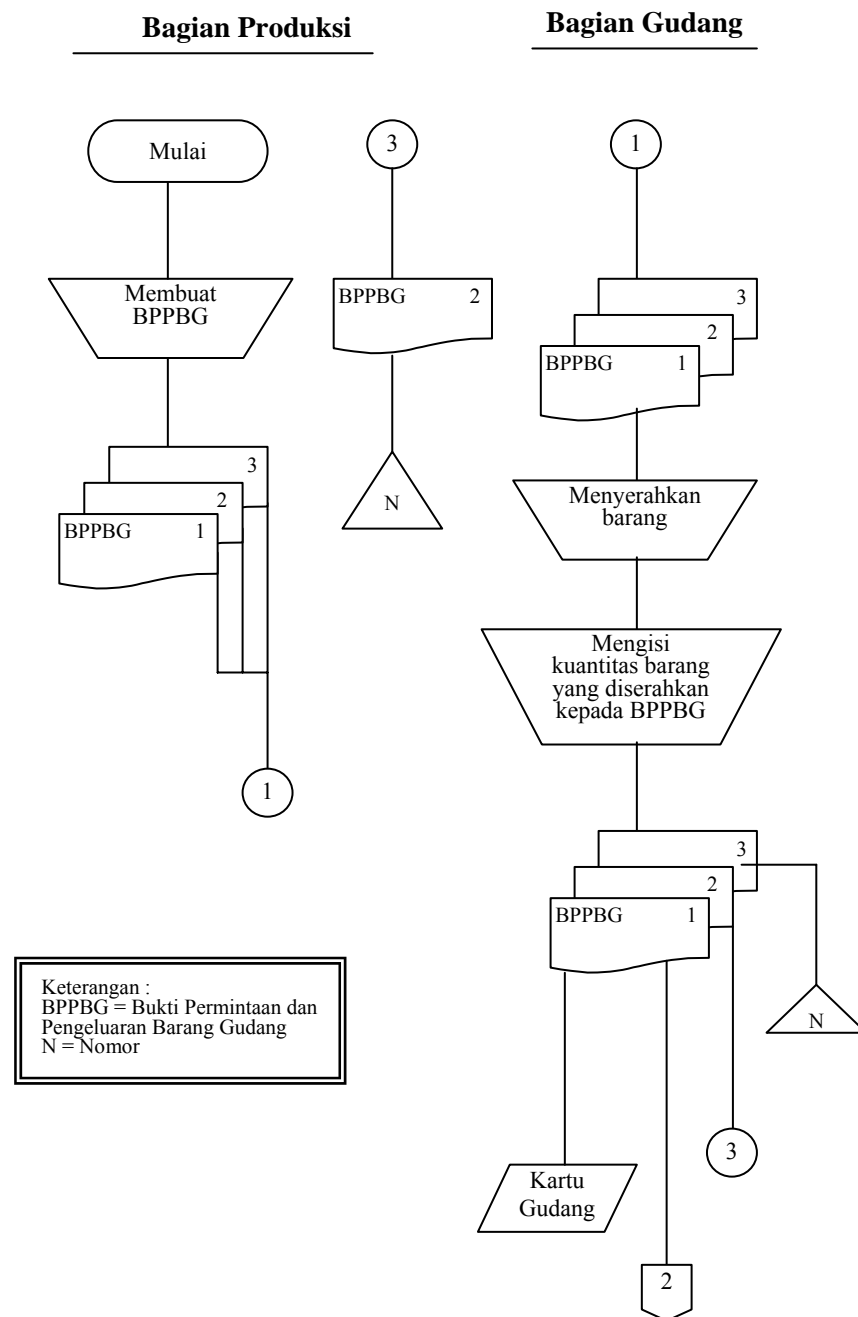 Bagian Produksi
Bagian Gudang
Mulai
Membuat
BPPBG
3
2
BPPBG 1
1
3
BPPBG 2
N
1
3
2
BPPBG 1
Menyerahkan
barang
Mengisi
kuantitas barang
yang diserahkan
kepada BPPBG
3
2
BPPBG 1
N
3
Kartu
Gudang
2
Keterangan :
BPPBG = Bukti Permintaan dan
Pengeluaran Barang Gudang
N = Nomor